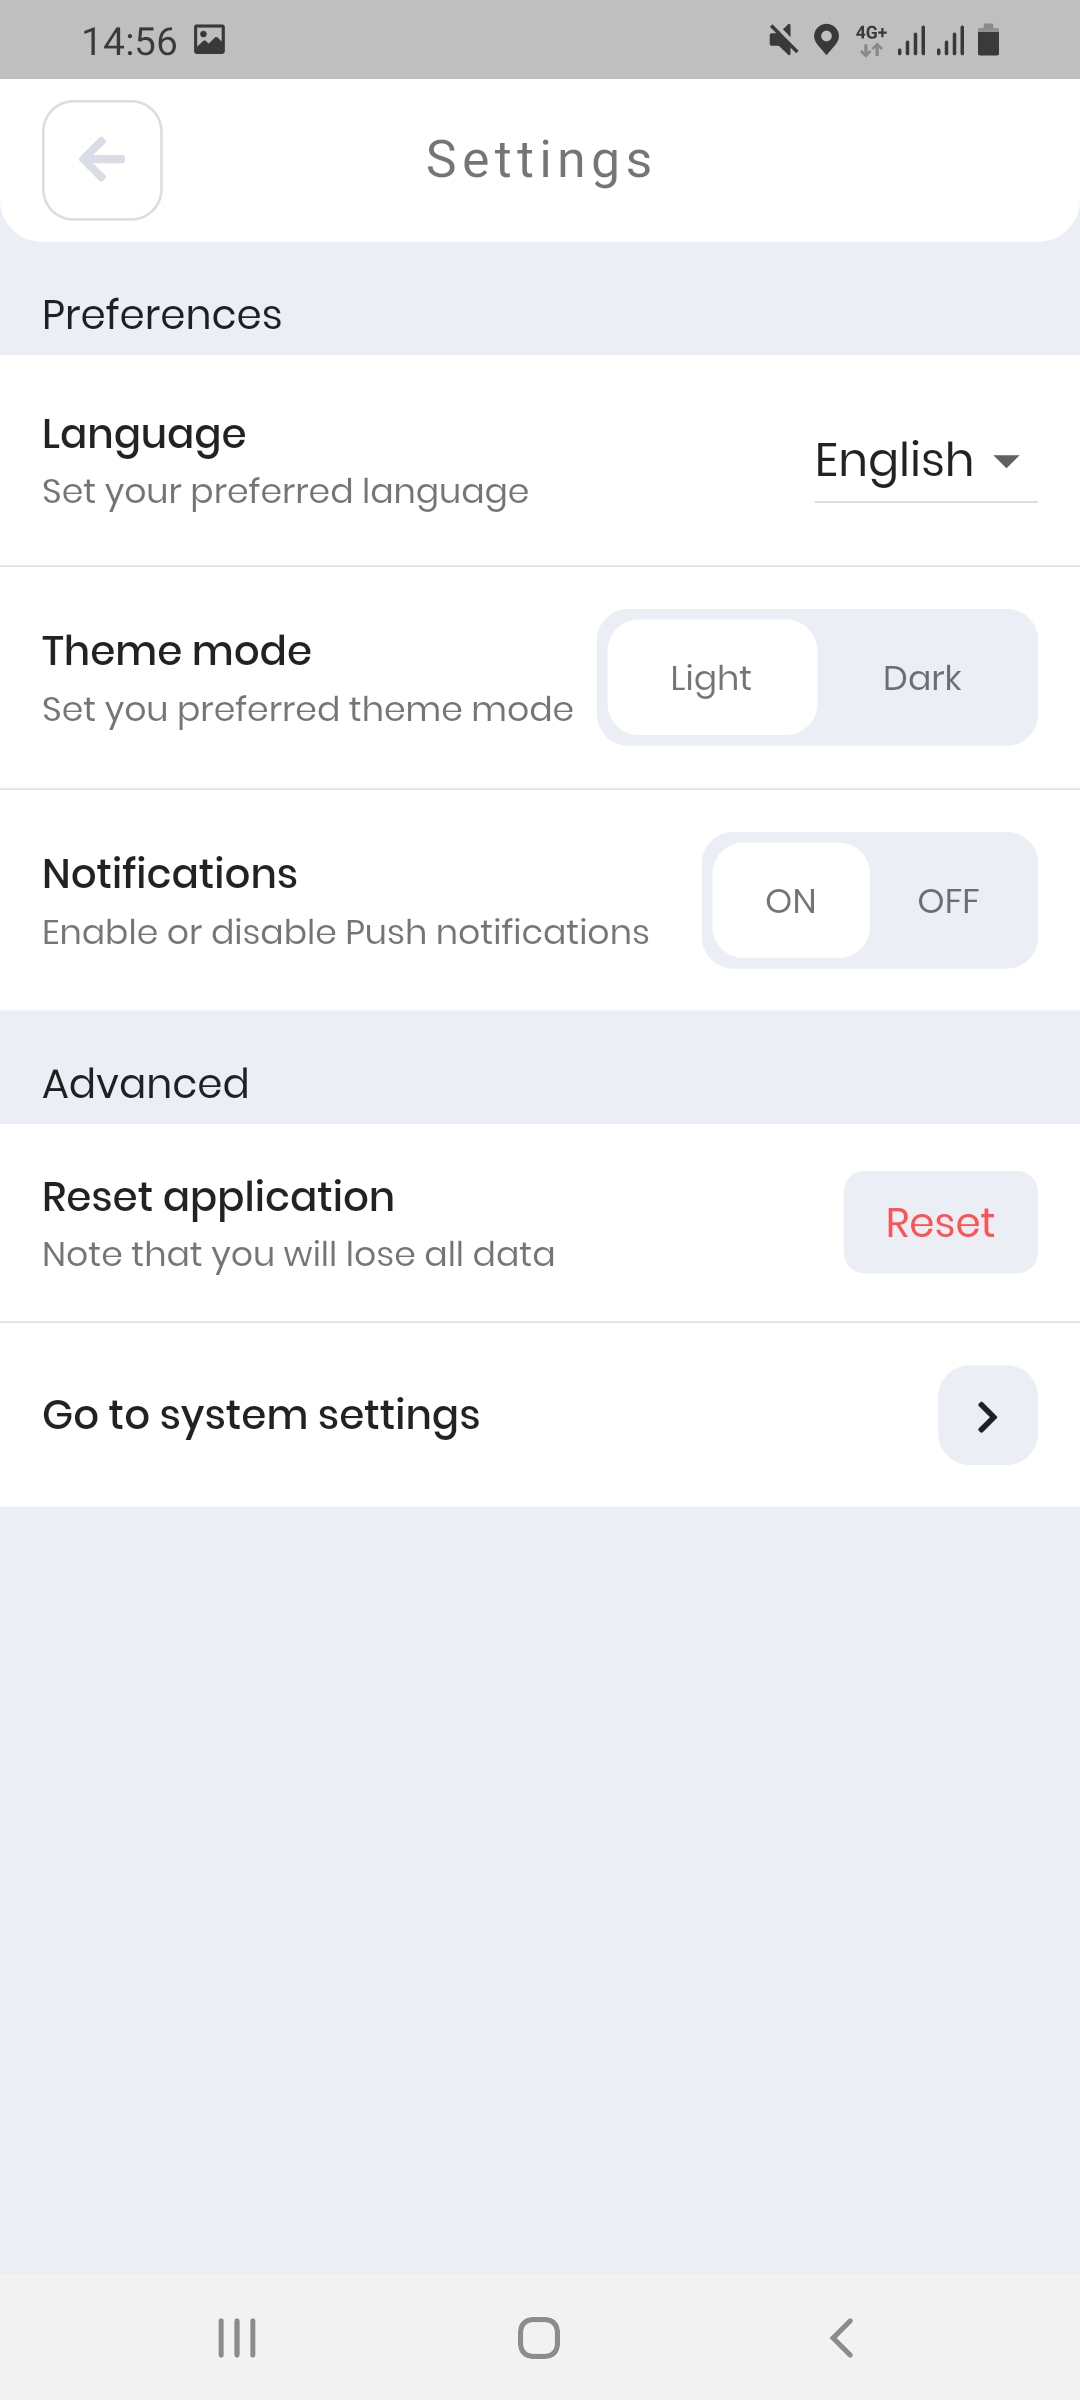 14:56
4G+
Settings
Preferences
Language
Set your preferred language
English
Theme mode
Set you preferred theme mode
Light
Dark
Notifications
Enable or disable Push notifications
ON
OFF
Advanced
Reset application
Note that you will lose all data
Reset
Go to system settings